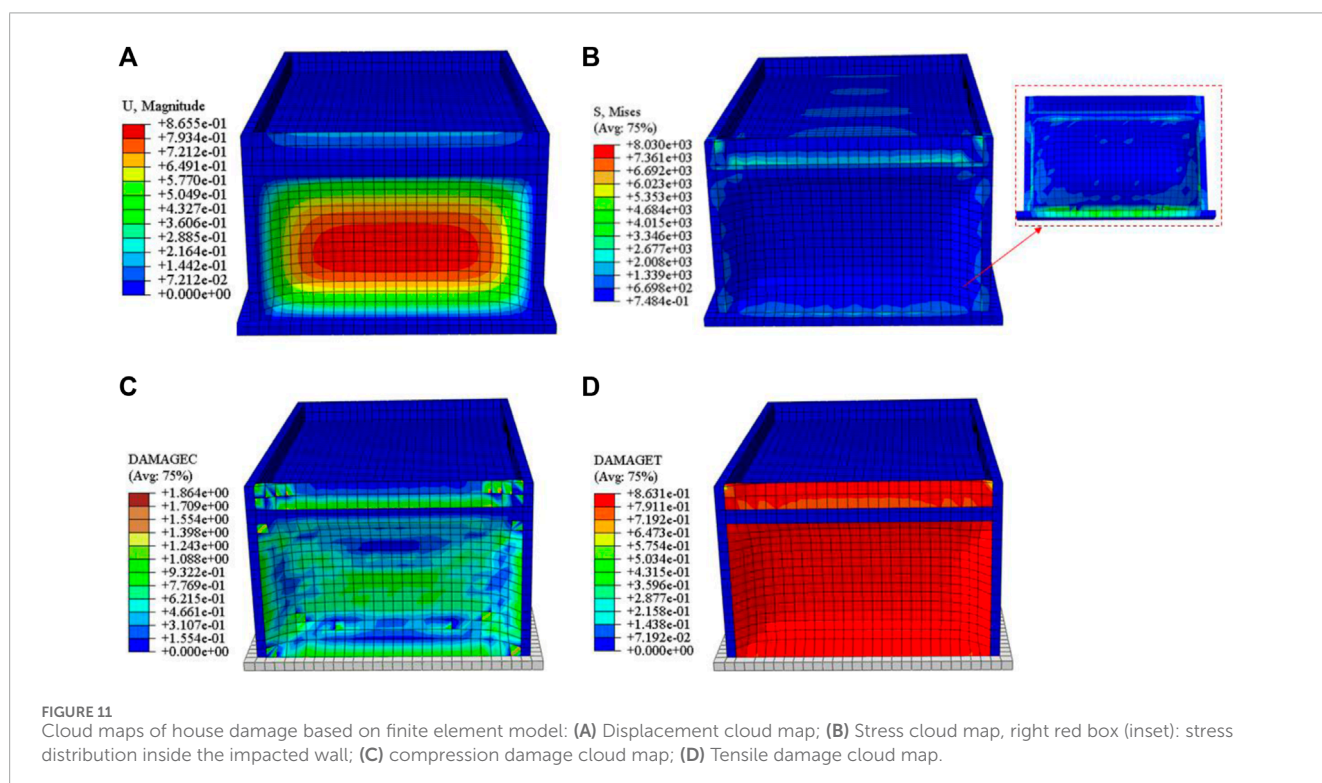 A
U, Magnitude
+8.655e-01
+7.934e-01
+7.212e-01
+6.491e-01
+5.770e-01
+5.049e-01
+4.327e-01
+3.606e-01
+2.885e-01
+2.164e-01
+1.442e-01
+7.212e-02
+0.000e+00
B
S, Mises
(Avg: 75%)
+8.030e+03
+7.361e+03
+6.692e+03
+6.023e+03
+5.353e+03
+4.684e+03
+4.015e+03
+3.346e+03
+2.677e+03
+2.008e+03
+1.339e+03
+6.698e+02
+7.484e-01
C
DAMAGEC
(Avg: 75%)
+1.864e+00
+1.709e+00
+1.554e+00
+1.398e+00
+1.243e+00
+1.088e+00
+9.322e-01
+7.769e-01
+6.215e-01
+4.661e-01
+3.107e-01
+1.554e-01
+0.000e+00
D
DAMAGET
(Avg: 75%)
+8.631e-01
+7.911e-01
+7.192e-01
+6.473e-01
+5.754e-01
+5.034e-01
+4.315e-01
+3.596e-01
+2.877e-01
+2.158e-01
+1.438e-01
+7.192e-02
+0.000e+00
FIGURE 11
Cloud maps of house damage based on finite element model: (A) Displacement cloud map; (B) Stress cloud map, right red box (inset): stress
distribution inside the impacted wall; (C) compression damage cloud map; (D) Tensile damage cloud map.